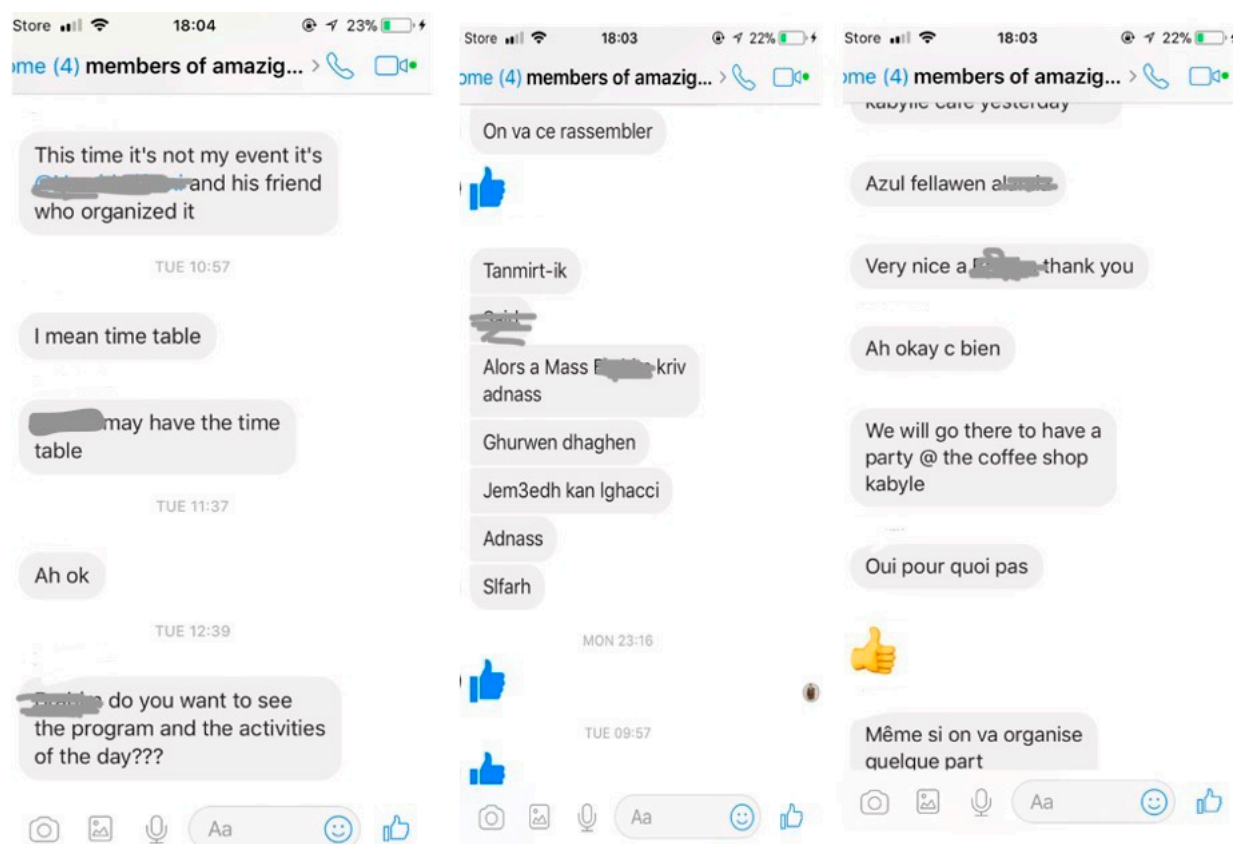 Store 18:04 23%
ome (4) members of amazig... >
This time it's not my event it's
and his friend
who organized it
TUE 10:57
I mean time table
may have the time
table
TUE 11:37
Ah ok
TUE 12:39
do you want to see
the program and the activities
of the day???
Aa
Store 18:03 22%
ome (4) members of amazig... >
On va ce rassembler
Tanmirt-ik
Alors a Mass kriv
adnass
Ghurwen dhaghen
Jem3edh kan lghacci
Adnass
Slfarh
MON 23:16
TUE 09:57
Aa
Store 18:03 22%
ome (4) members of amazig... >
kabylie café yesterday
Azul fellawen
Very nice a thank you
Ah okay c bien
We will go there to have a
party @ the coffee shop
kabyle
Oui pour quoi pas
Même si on va organise
quelque part
Aa